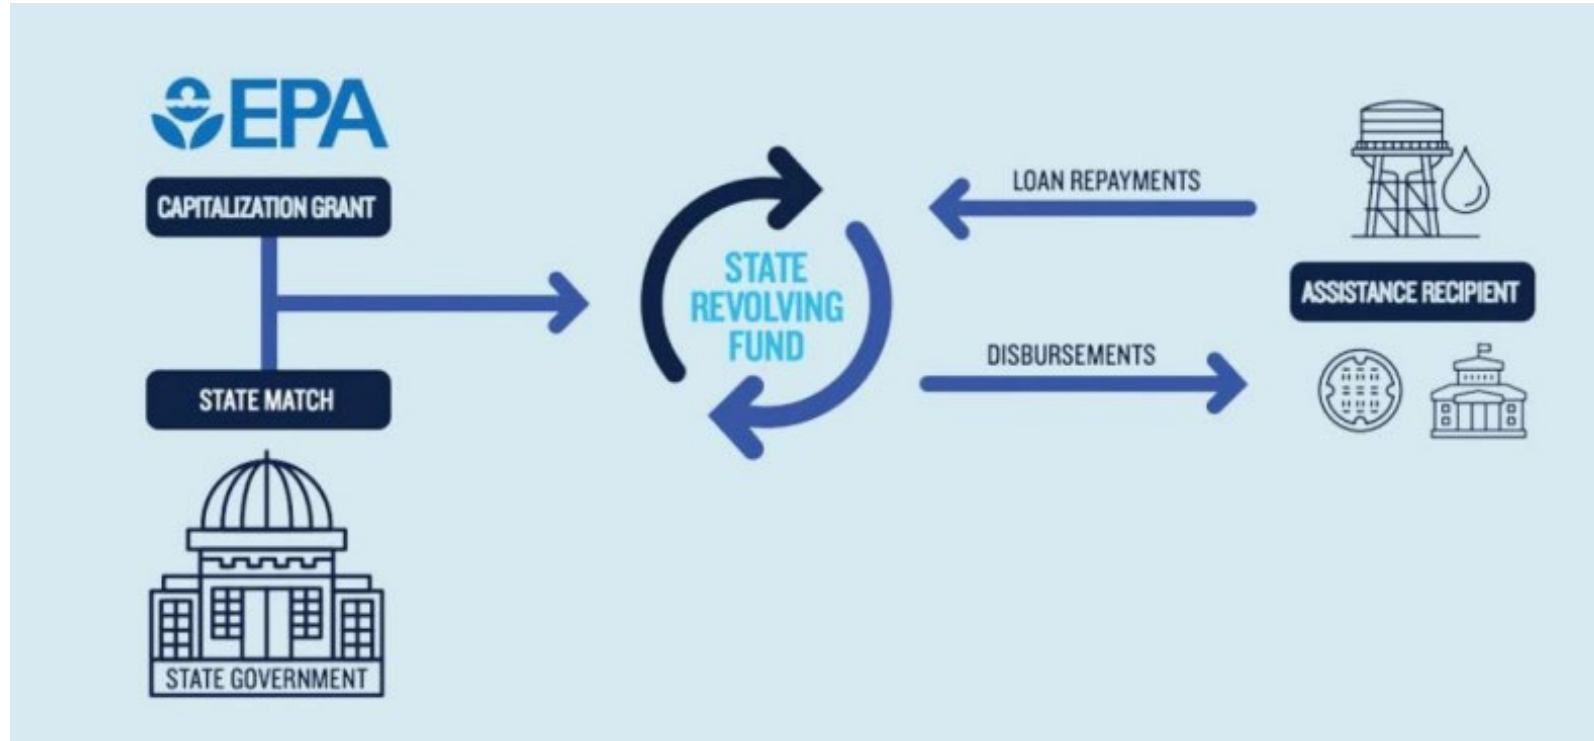 EPA
CAPITALIZATION GRANT
STATE MATCH
STATE GOVERNMENT
STATE
REVOLVING
FUND
LOAN REPAYMENTS
DISBURSEMENTS
ASSISTANCE RECIPIENT